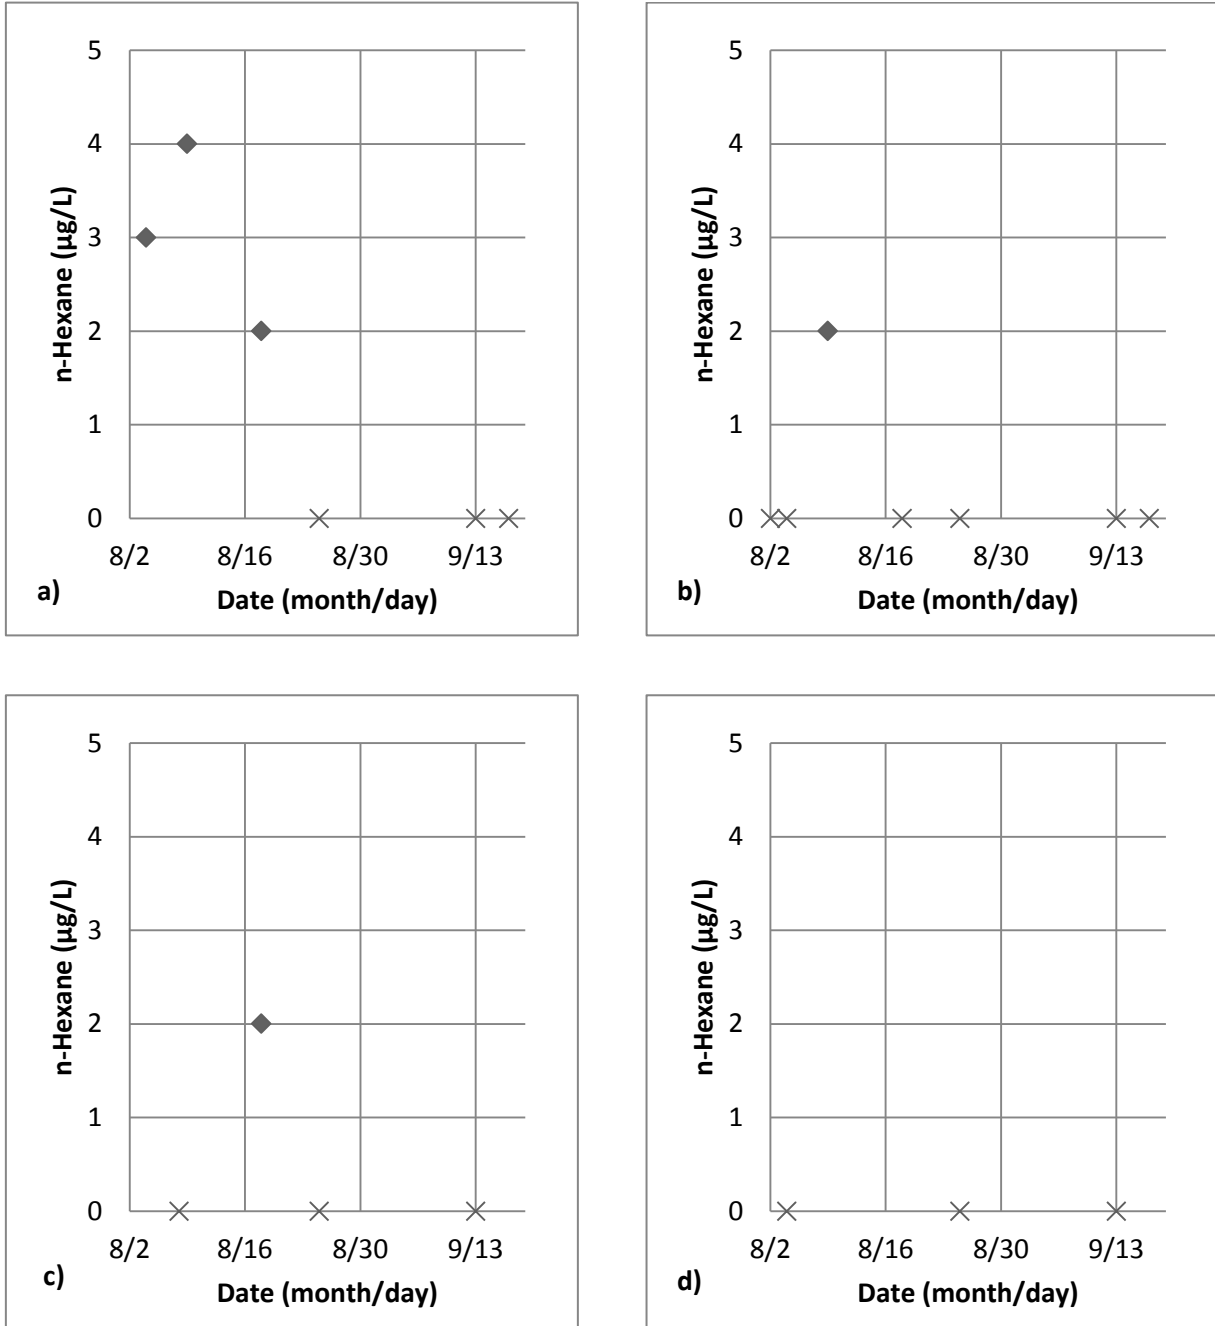 5
4
3
2
1
0
n-Hexane (µg/L)
8/2 8/16 8/30 9/13
Date (month/day)
a)
5
4
3
2
1
0
n-Hexane (µg/L)
8/2 8/16 8/30 9/13
Date (month/day)
b)
5
4
3
2
1
0
n-Hexane (µg/L)
8/2 8/16 8/30 9/13
Date (month/day)
c)
5
4
3
2
1
0
n-Hexane (µg/L)
8/2 8/16 8/30 9/13
Date (month/day)
d)